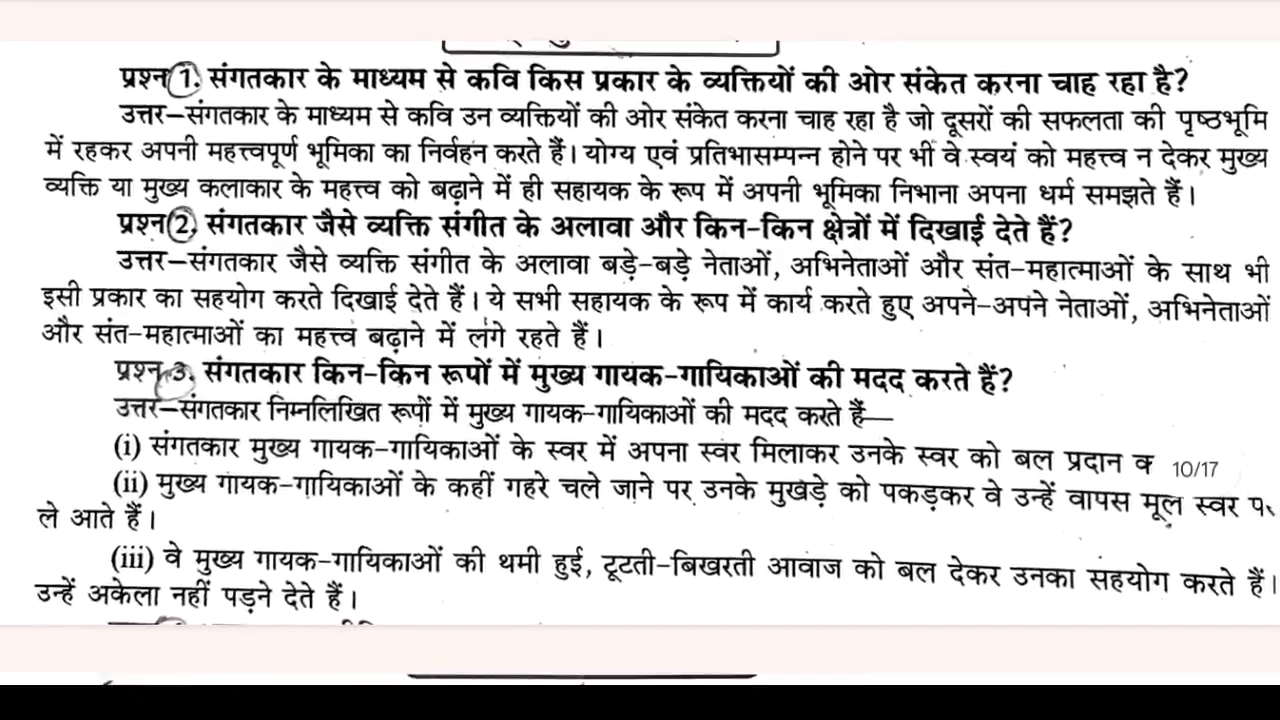 प्रश्न 1. संगतकार के माध्यम से कवि किस प्रकार के व्यक्तियों की ओर संकेत करना चाह रहा है?
उत्तर–संगतकार के माध्यम से कवि उन व्यक्तियों की ओर संकेत करना चाह रहा है जो दूसरों की सफलता की पृष्ठभूमि
में रहकर अपनी महत्त्वपूर्ण भूमिका का निर्वहन करते हैं। योग्य एवं प्रतिभासम्पन्न होने पर भी वे स्वयं को महत्त्व न देकर मुख्य
व्यक्ति या मुख्य कलाकार के महत्त्व को बढ़ाने में ही सहायक के रूप में अपनी भूमिका निभाना अपना धर्म समझते हैं।
प्रश्न 2. संगतकार जैसे व्यक्ति संगीत के अलावा और किन-किन क्षेत्रों में दिखाई देते हैं?
उत्तर–संगतकार जैसे व्यक्ति संगीत के अलावा बड़े-बड़े नेताओं, अभिनेताओं और संत-महात्माओं के साथ भी
इसी प्रकार का सहयोग करते दिखाई देते हैं। ये सभी सहायक के रूप में कार्य करते हुए अपने-अपने नेताओं, अभिनेताओं
और संत-महात्माओं का महत्त्व बढ़ाने में लगे रहते हैं।
प्रश्न 3. संगतकार किन-किन रूपों में मुख्य गायक-गायिकाओं की मदद करते हैं?
उत्तर–संगतकार निम्नलिखित रूपों में मुख्य गायक-गायिकाओं की मदद करते हैं—
(i) संगतकार मुख्य गायक-गायिकाओं के स्वर में अपना स्वर मिलाकर उनके स्वर को बल प्रदान क 10/17
(ii) मुख्य गायक-गायिकाओं के कहीं गहरे चले जाने पर उनके मुखड़े को पकड़कर वे उन्हें वापस मूल स्वर पर
ले आते हैं।
(iii) वे मुख्य गायक-गायिकाओं की थमी हुई, टूटती-बिखरती आवाज को बल देकर उनका सहयोग करते हैं।
उन्हें अकेला नहीं पड़ने देते हैं।